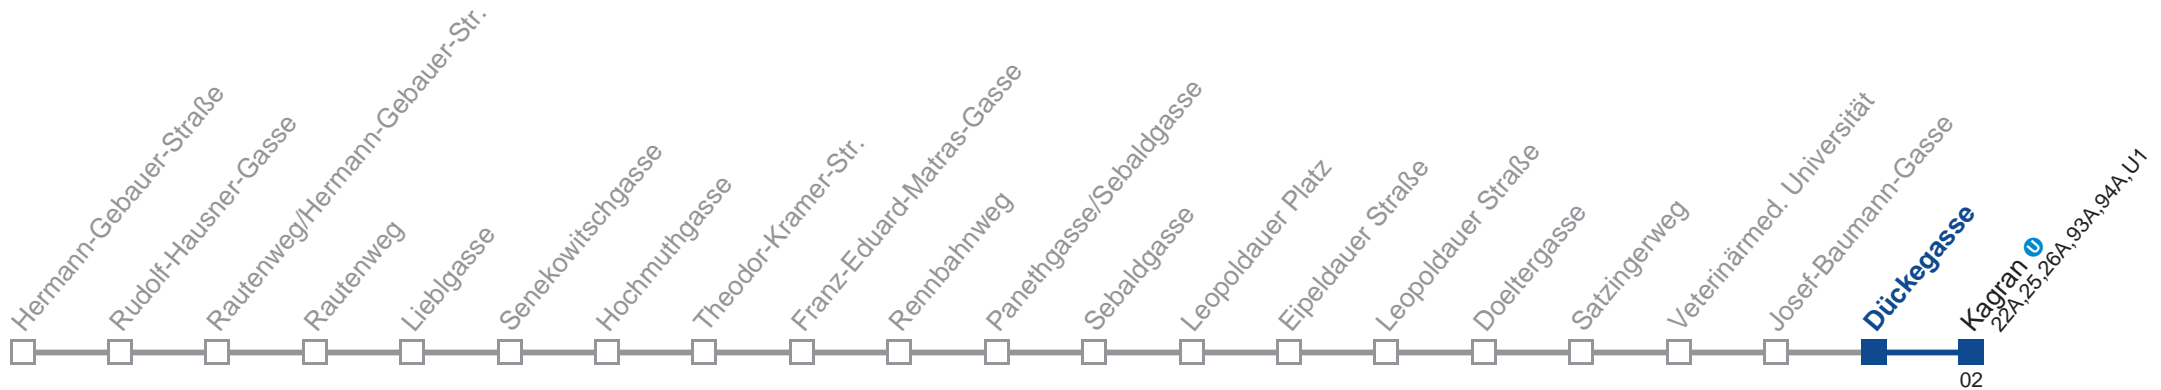 Hermann-Gebauer-Straße
Rudolf-Hausner-Gasse
Rautenweg/Hermann-Gebauer-Str.
Rautenweg
Lieblgasse
Senekowitschgasse
Hochmuthgasse
Theodor-Kramer-Str.
Franz-Eduard-Matras-Gasse
Rennbahnweg
Panethgasse/Sebaldgasse
Sebaldgasse
Leopoldauer Platz
Eipeldauer Straße
Leopoldauer Straße
Doeltergasse
Satzingerweg
Veterinärmed. Universität
Josef-Baumann-Gasse
Dückegasse
Kagran U
22A,25,26A,93A,94A,U1
02